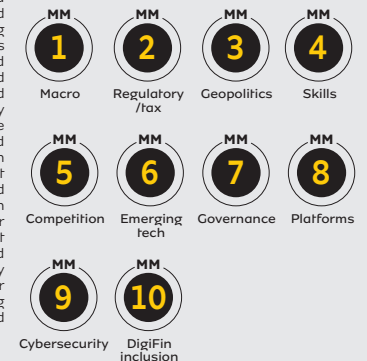 MM MM MM MM
1 2 3 4
Macro Regulatory Geopolitics Skills
/tax
MM MM MM MM
5 6 7 8
Competition Emerging Governance Platforms
tech
MM MM
9 10
Cybersecurity DigiFin
inclusion